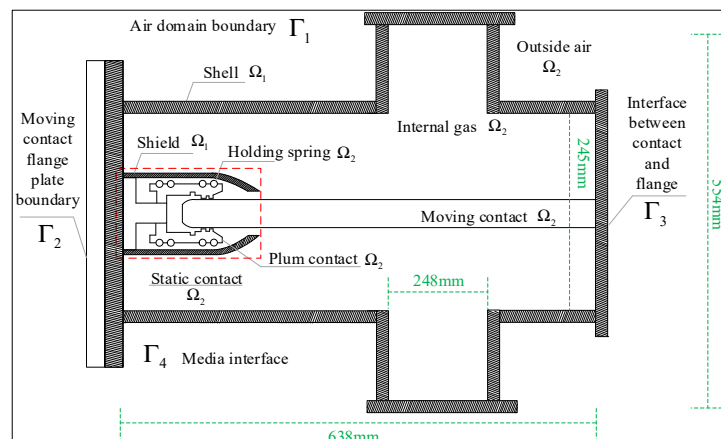 Air domain boundary Γ1
Outside air
Ω2
Shell Ω1
Moving
contact
flange
plate
boundary
Γ2
Internal gas Ω2
Interface
between
contact
and
flange
Γ3
Shield Ω1
Holding spring Ω2
245mm
554mm
Moving contact Ω2
Plum contact Ω2
Static contact
Ω2
248mm
Γ4 Media interface
638mm